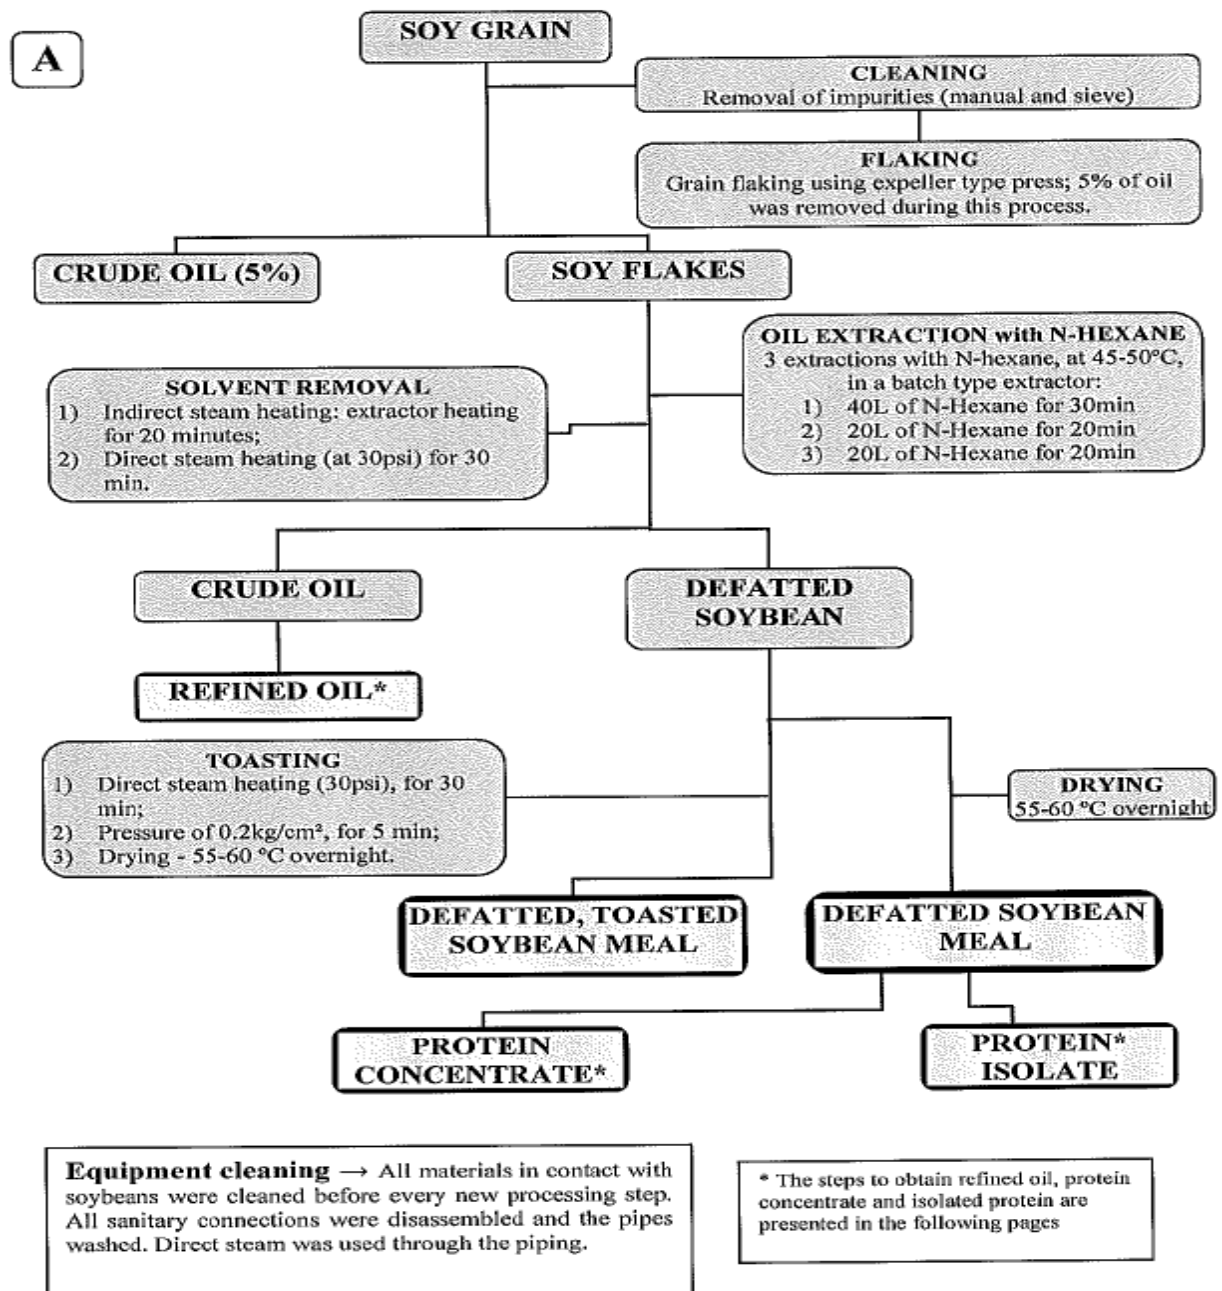 A
SOY GRAIN
CLEANING
Removal of impurities (manual and sieve)
FLAKING
Grain flaking using expeller type press; 5% of oil
was removed during this process.
CRUDE OIL (5%)
SOY FLAKES
OIL EXTRACTION with N-HEXANE
3 extractions with N-hexane, at 45-50ºC,
in a batch type extractor:
1) 40L of N-Hexane for 30min
2) 20L of N-Hexane for 20min
3) 20L of N-Hexane for 20min
SOLVENT REMOVAL
1) Indirect steam heating: extractor heating
for 20 minutes;
2) Direct steam heating (at 30psi) for 30
min.
CRUDE OIL
DEFATTED
SOYBEAN
REFINED OIL*
TOASTING
1) Direct steam heating (30psi), for 30
min;
2) Pressure of 0.2kg/cm², for 5 min;
3) Drying - 55-60 ºC overnight.
DRYING
55-60 ºC overnight
DEFATTED, TOASTED
SOYBEAN MEAL
DEFATTED SOYBEAN
MEAL
PROTEIN
CONCENTRATE*
PROTEIN*
ISOLATE
Equipment cleaning → All materials in contact with
soybeans were cleaned before every new processing step.
All sanitary connections were disassembled and the pipes
washed. Direct steam was used through the piping.
* The steps to obtain refined oil, protein
concentrate and isolated protein are
presented in the following pages